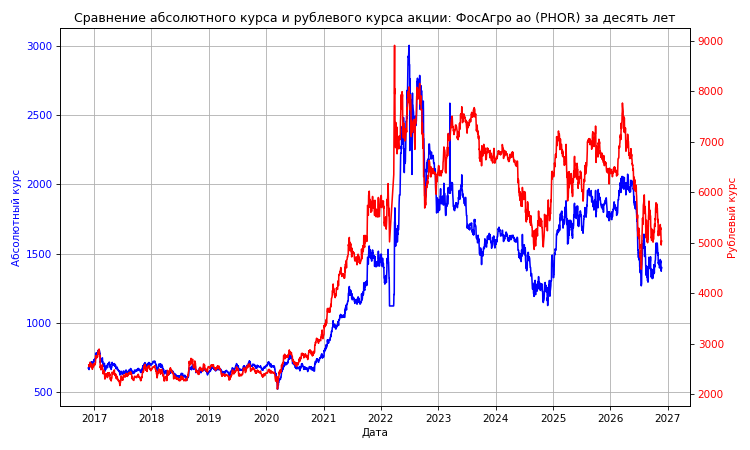 Сравнение абсолютного курса и рублевого курса акции: ФосАгро ао (PHOR) за десять лет
3000
2500
2000
1500
1000
500
Абсолютный курс
9000
8000
7000
6000
5000
4000
3000
2000
Рублевый курс
2017 2018 2019 2020 2021 2022 2023 2024 2025 2026 2027
Дата